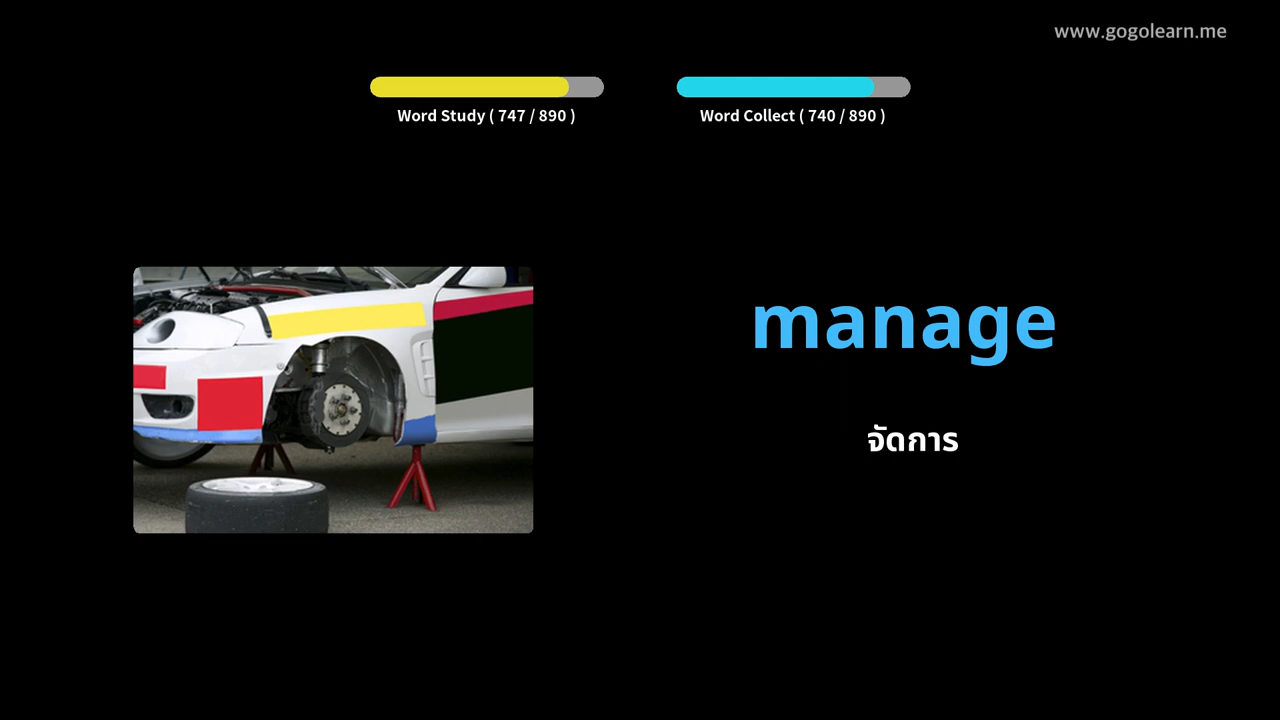 www.gogolearn.me
Word Study ( 747 / 890 )
Word Collect ( 740 / 890 )
manage
จัดการ